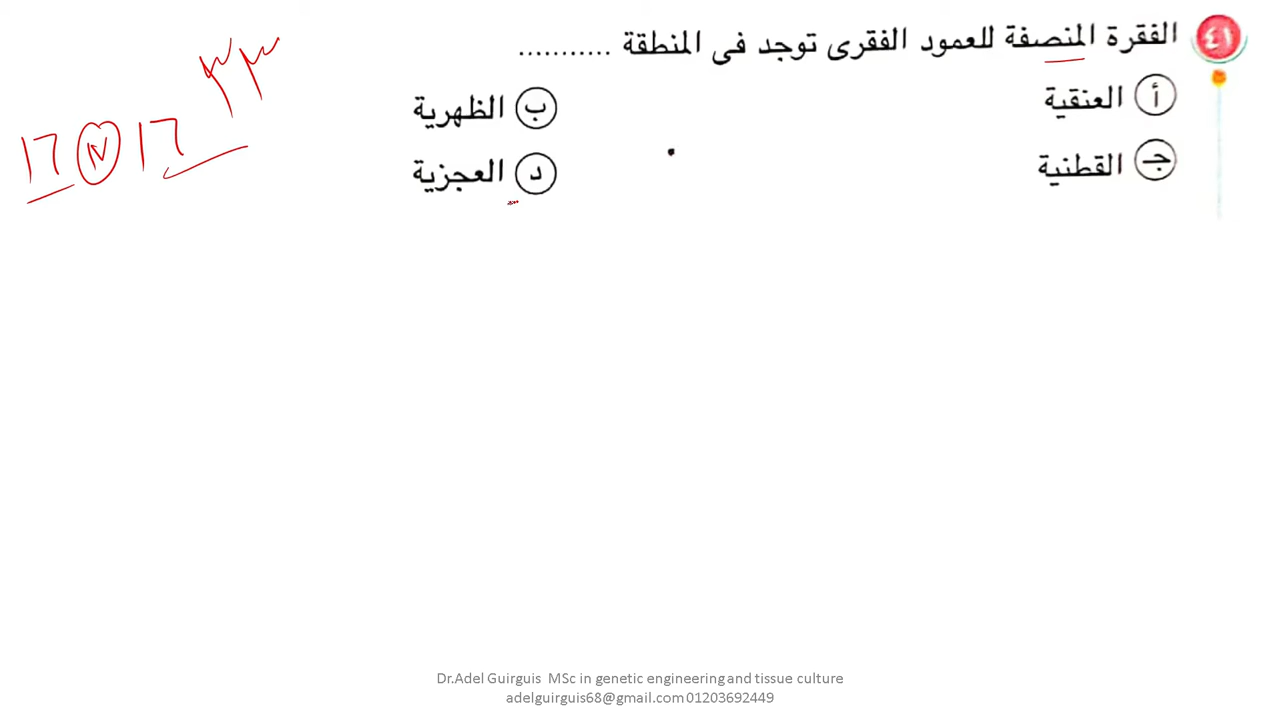 ٤١ الفقرة المنصفة للعمود الفقرى توجد فى المنطقة ...........
أ العنقية
ب الظهرية
جـ القطنية
د العجزية
٣٣
١٦ ١٧ ١٦
Dr.Adel Guirguis MSc in genetic engineering and tissue culture
adelguirguis68@gmail.com 01203692449